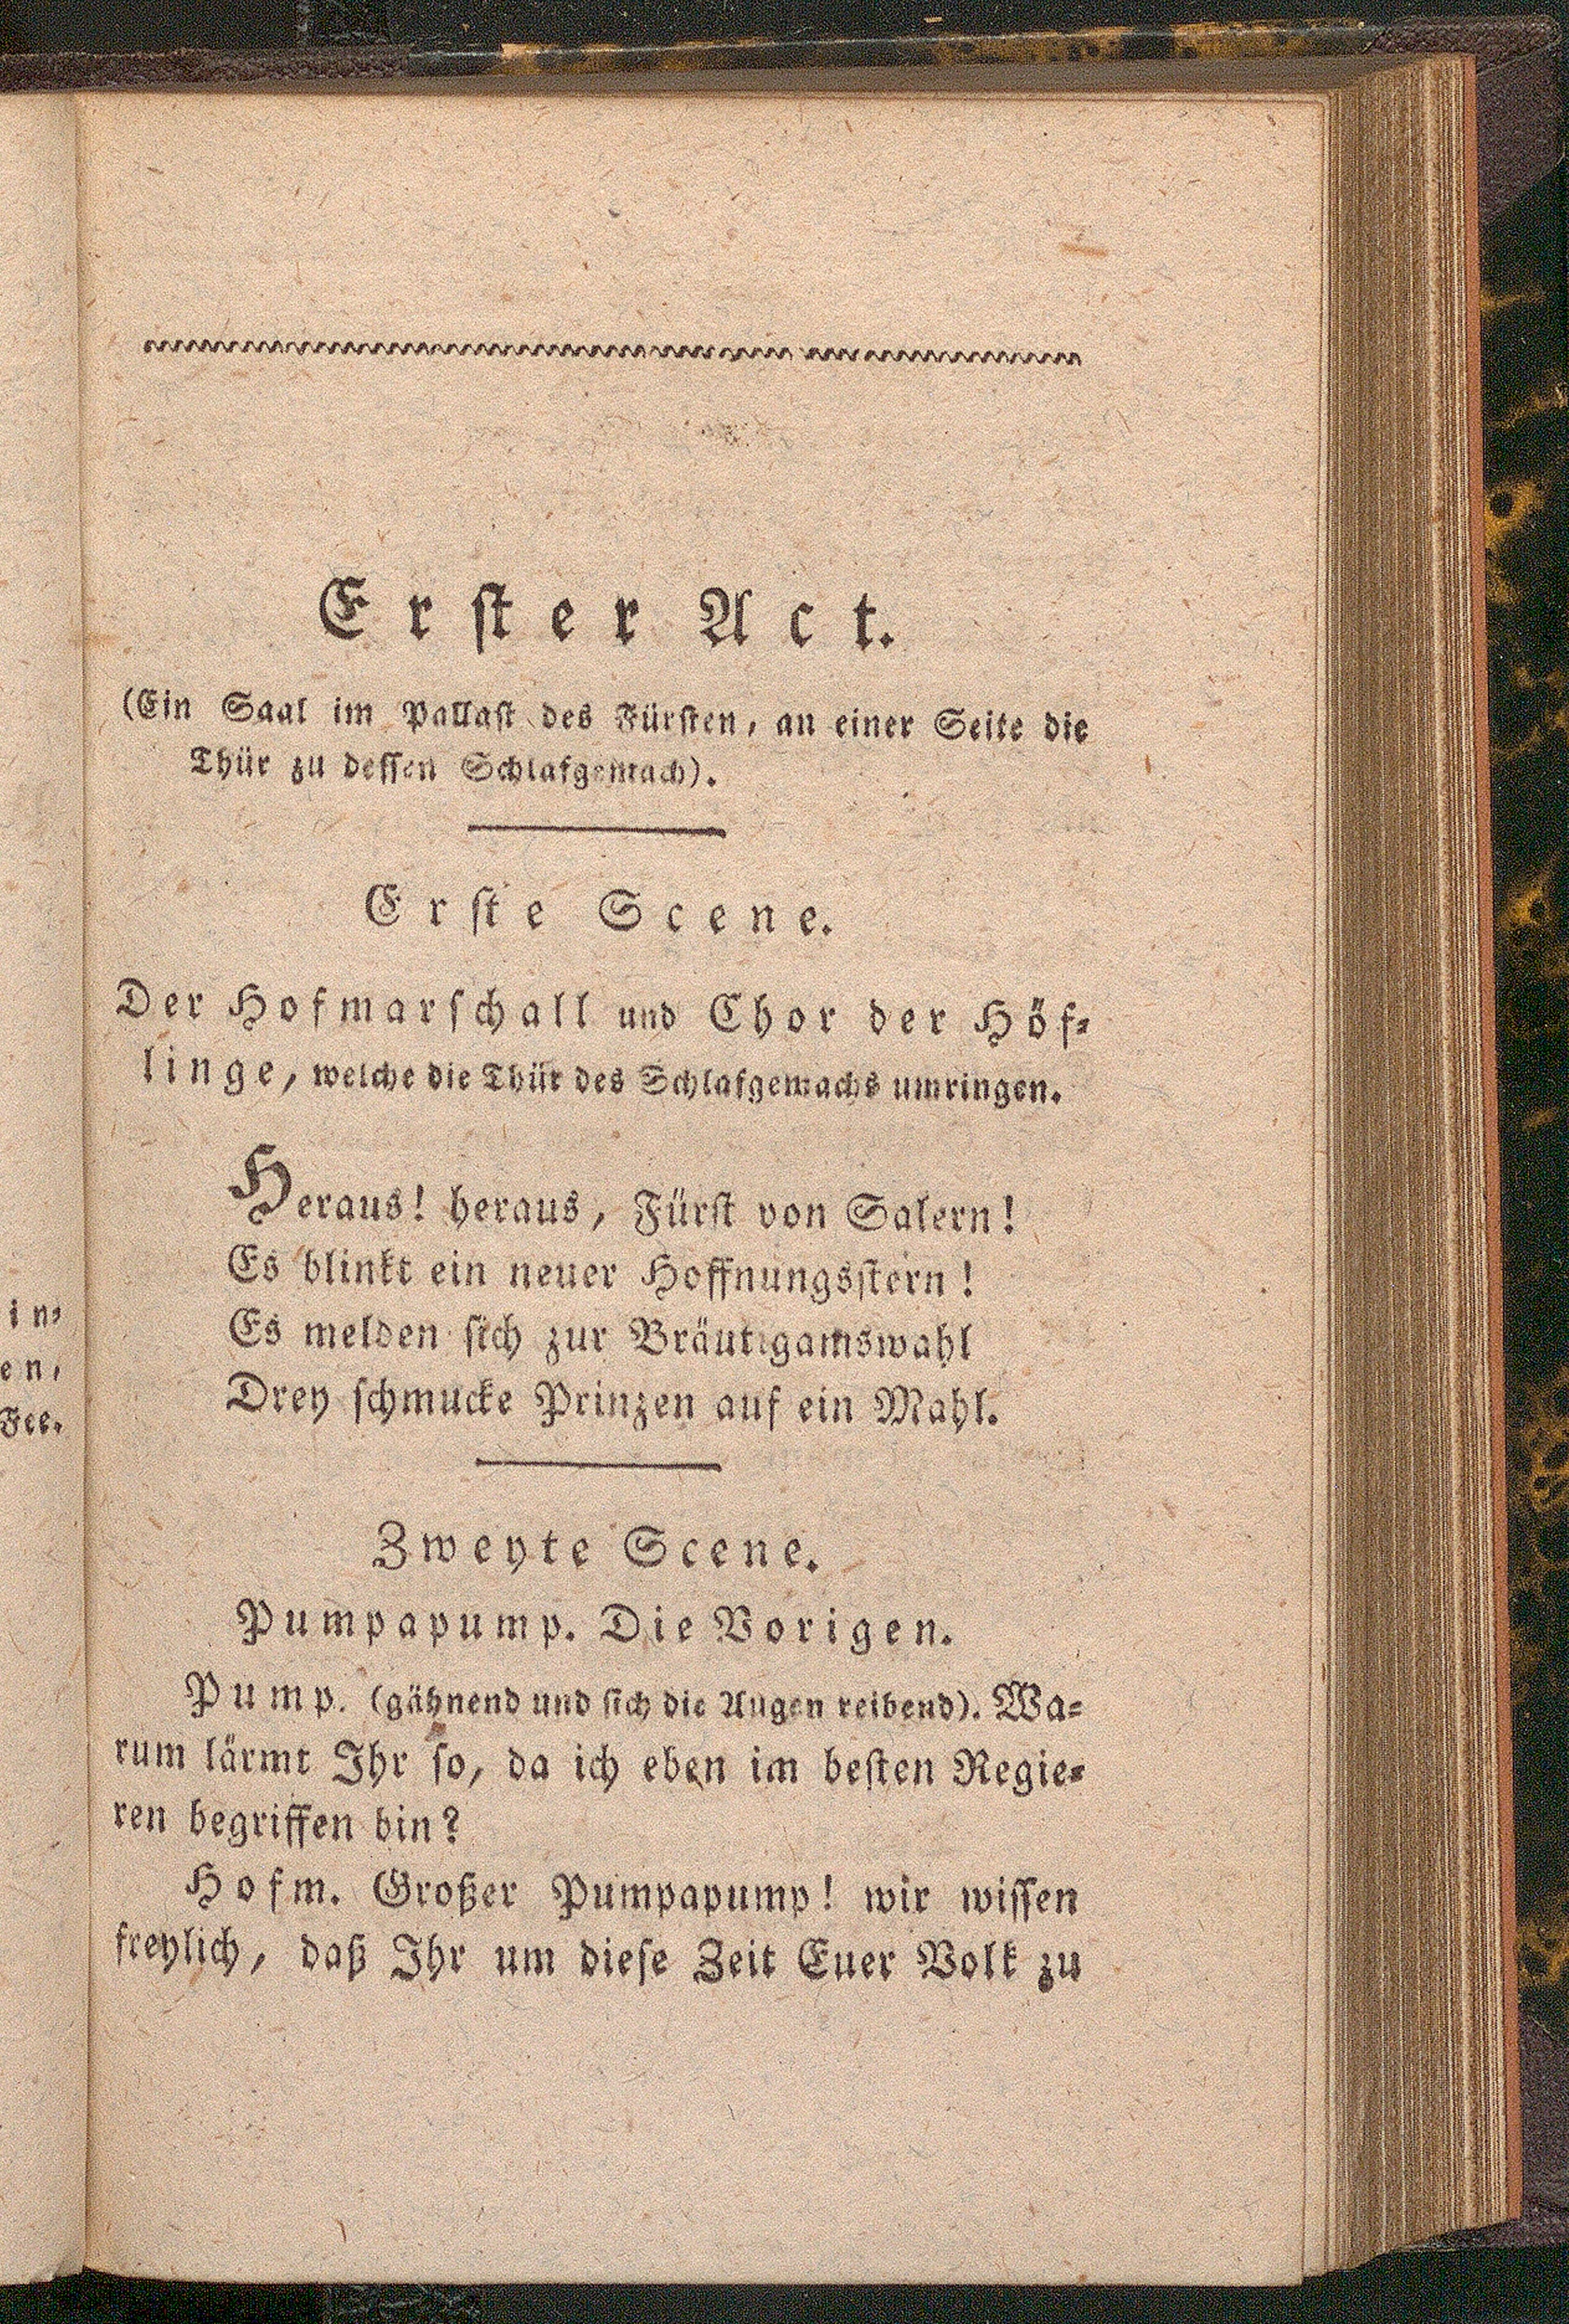 Erster Act.
(Ein Saal im Pallast des Fürsten, an einer Seite die
Thür zu dessen Schlafgemach).
Erste Scene.
Der Hofmarschall und Chor der Höf-
linge, welche die Thür des Schlafgemachs umringen.
Heraus! heraus, Fürst von Salern!
Es blinkt ein neuer Hoffnungsstern!
Es melden sich zur Bräutigamswahl
Drey schmucke Prinzen auf ein Mahl.
Zweyte Scene.
Pumpapump. Die Vorigen.
Pump. (gähnend und sich die Augen reibend). Wa-
rum lärmt Ihr so, da ich eben im besten Regie-
ren begriffen bin?
Hofm. Großer Pumpapump! wir wissen
freylich, daß Ihr um diese Zeit Euer Volk zu